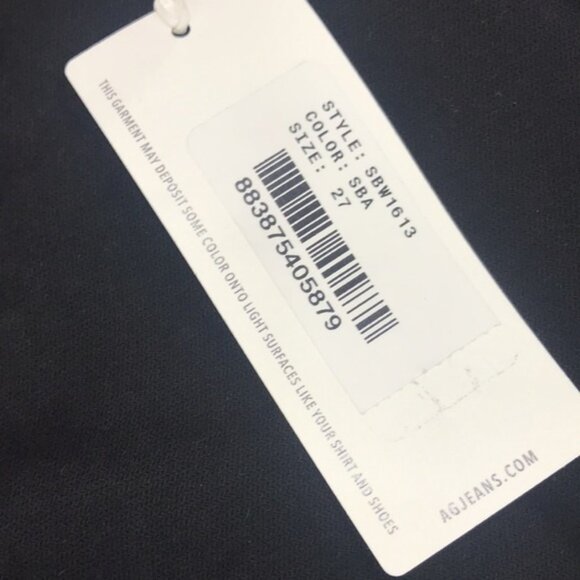 STYLE: SBW1613
COLOR: SBA
SIZE: 27
883875405879
THIS GARMENT MAY DEPOSIT SOME COLOR ONTO LIGHT SURFACES LIKE YOUR SHIRT AND SHOES
AGJEANS.COM